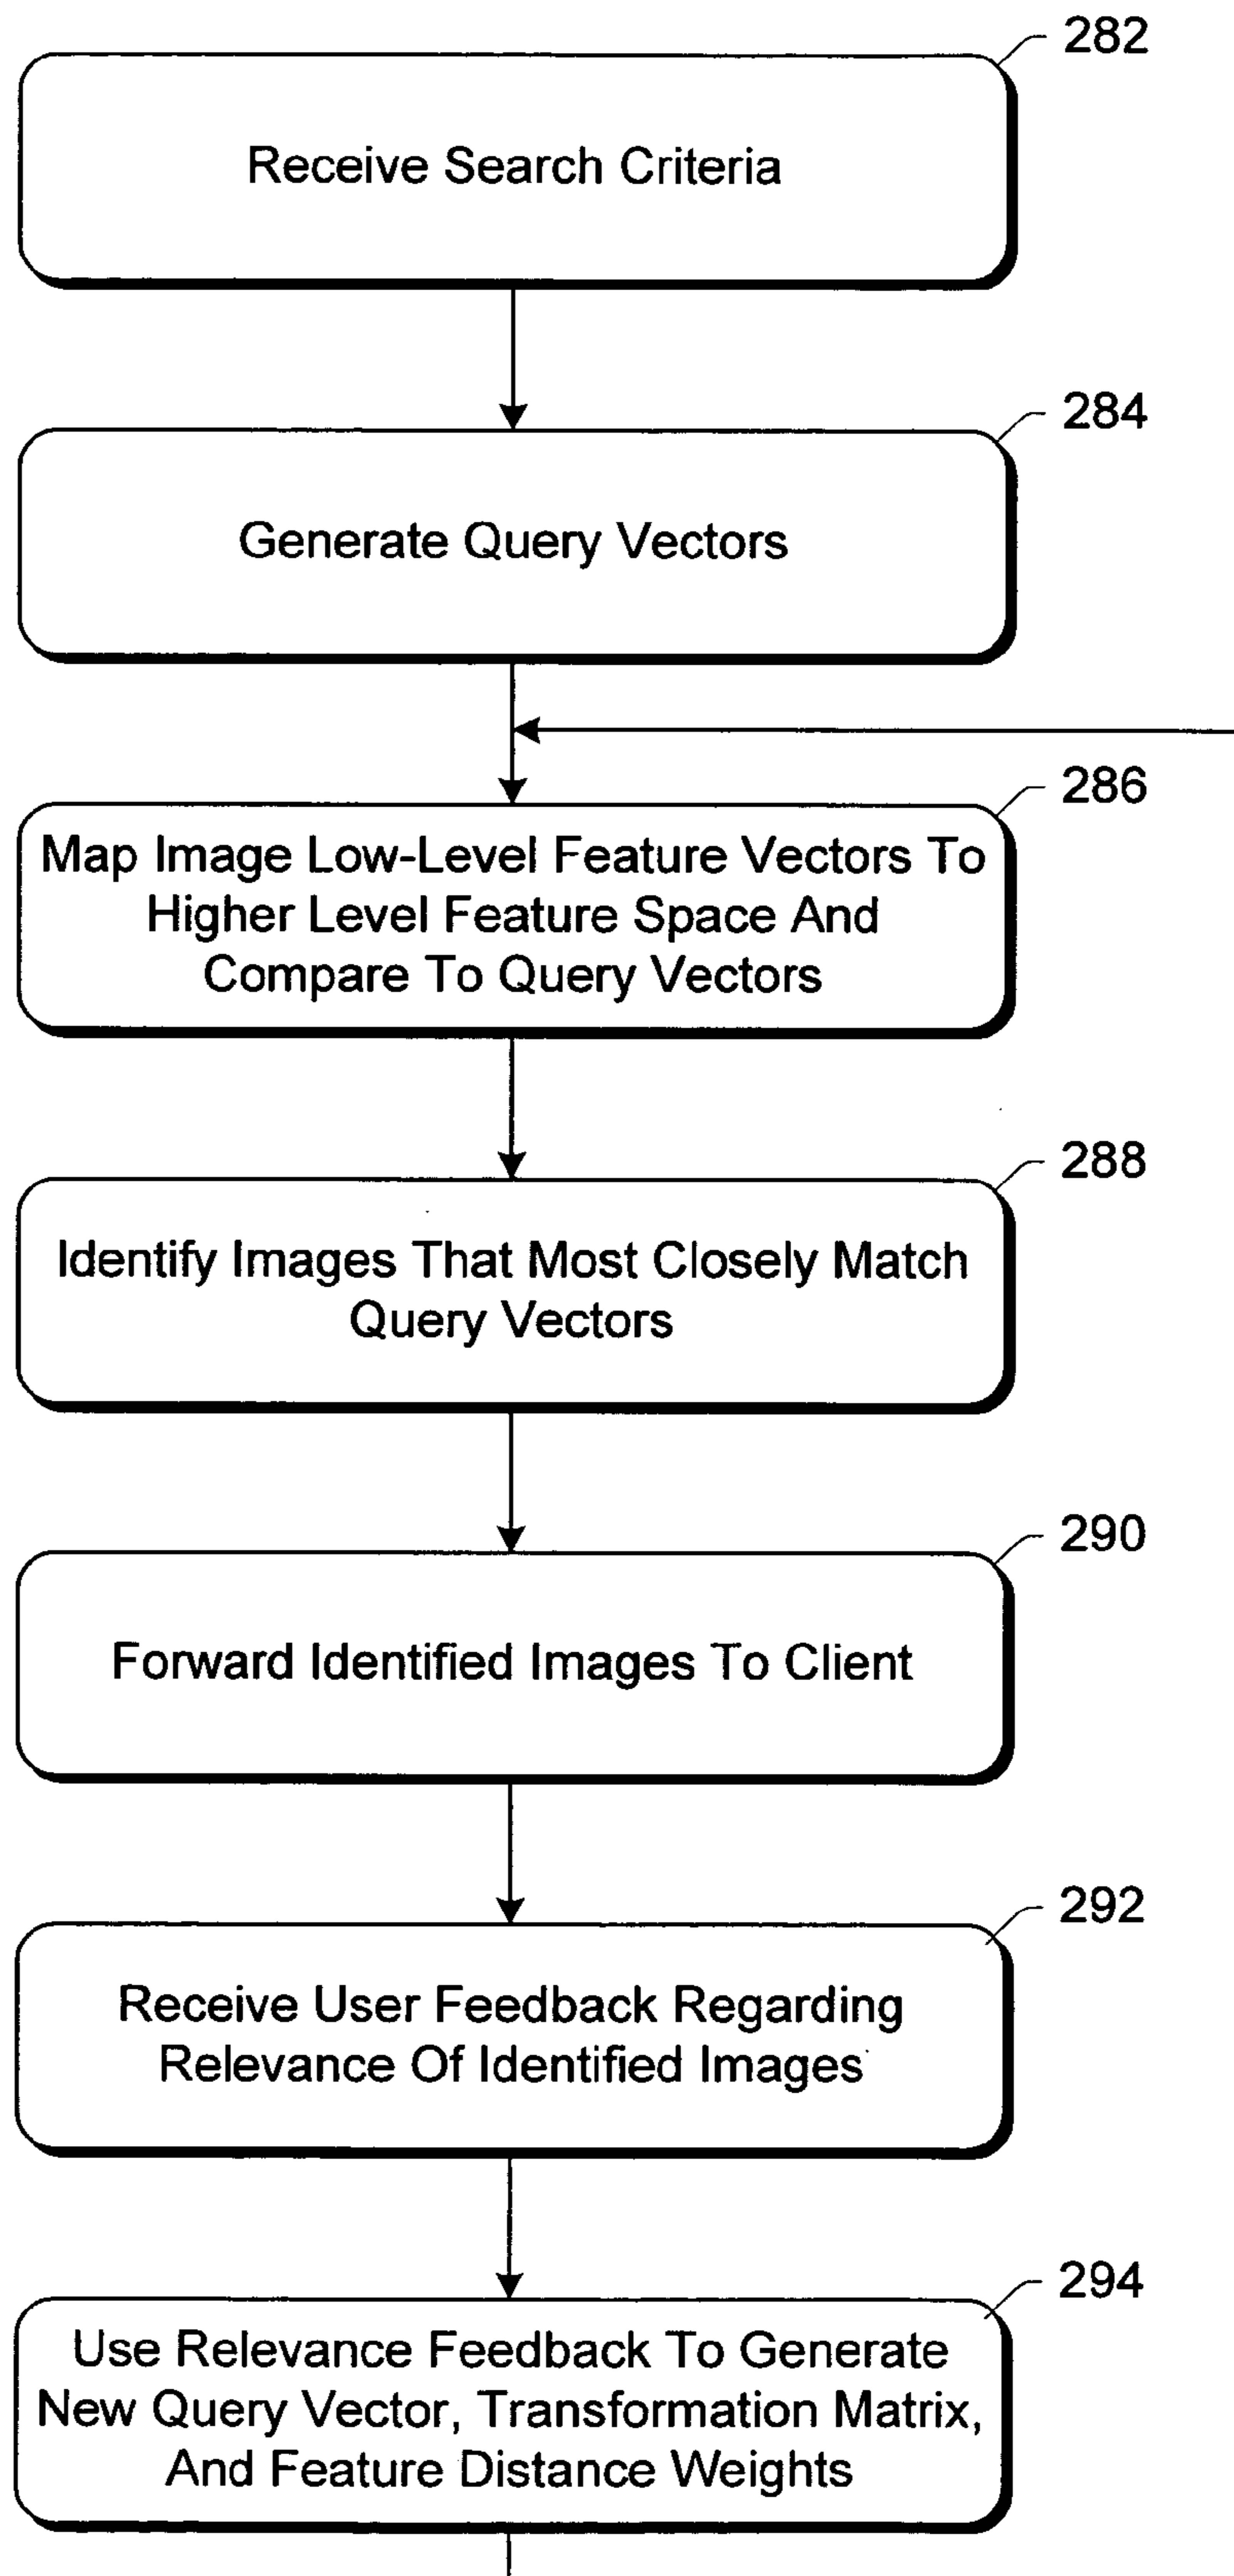 282
Receive Search Criteria
284
Generate Query Vectors
286
Map Image Low-Level Feature Vectors To
Higher Level Feature Space And
Compare To Query Vectors
288
Identify Images That Most Closely Match
Query Vectors
290
Forward Identified Images To Client
292
Receive User Feedback Regarding
Relevance Of Identified Images
294
Use Relevance Feedback To Generate
New Query Vector, Transformation Matrix,
And Feature Distance Weights